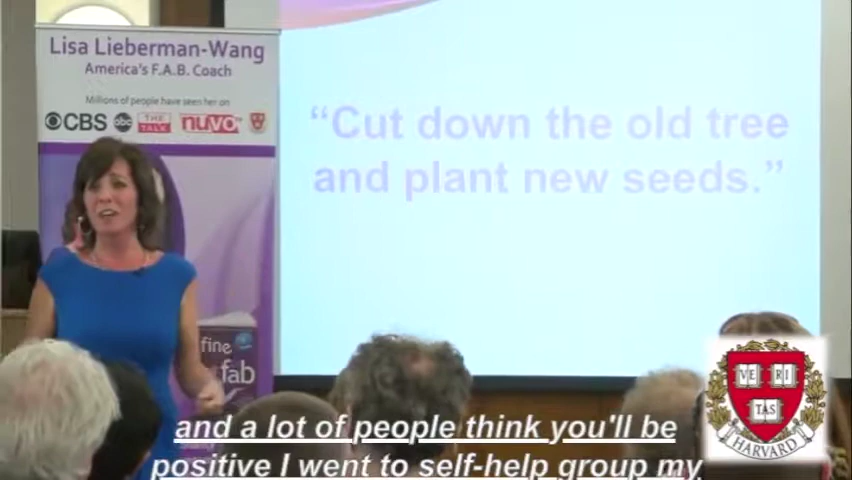 Lisa Lieberman-Wang
America's F.A.B. Coach
Millions of people have seen her on
CBS abc THE TALK nuvo
“Cut down the old tree
and plant new seeds.”
fine
fab
VE RI
TAS
HARVARD
and a lot of people think you'll be
positive I went to self-help group my